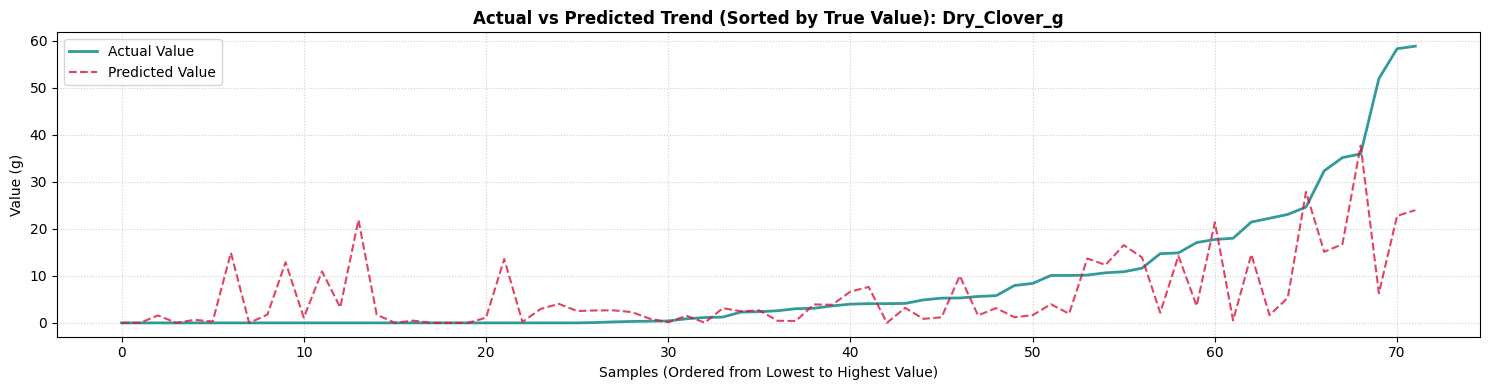 Actual vs Predicted Trend (Sorted by True Value): Dry_Clover_g
Actual Value
Predicted Value
Value (g)
60
50
40
30
20
10
0
0 10 20 30 40 50 60 70
Samples (Ordered from Lowest to Highest Value)